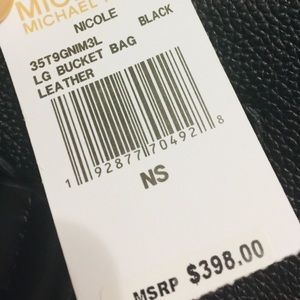 MICHAEL
NICOLE BLACK
35T9GNIM3L
LG BUCKET BAG
LEATHER
1 92877 70492 8
NS
MSRP $398.00